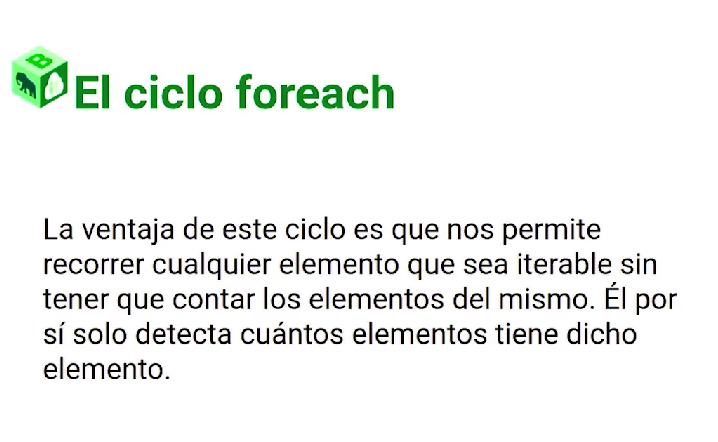 B
El ciclo foreach
La ventaja de este ciclo es que nos permite
recorrer cualquier elemento que sea iterable sin
tener que contar los elementos del mismo. Él por
sí solo detecta cuántos elementos tiene dicho
elemento.